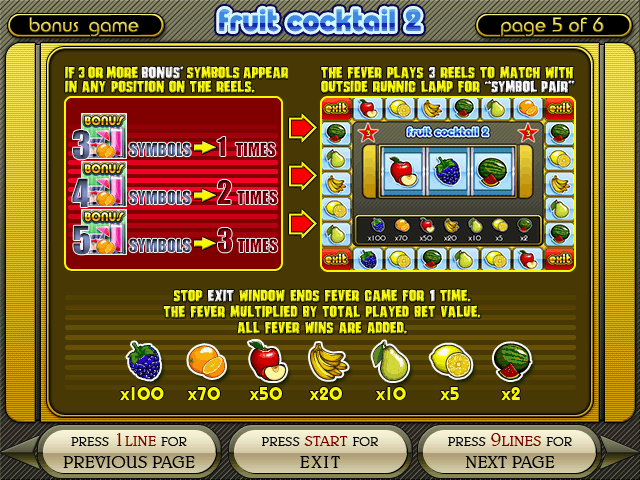 bonus game
fruit cocktail 2
page 5 of 6
IF 3 OR MORE BONUS' SYMBOLS APPEAR
IN ANY POSITION ON THE REELS.
BONUS
3 SYMBOLS 1 TIMES
BONUS
4 SYMBOLS 2 TIMES
BONUS
5 SYMBOLS 3 TIMES
THE FEVER PLAYS 3 REELS TO MATCH WITH
OUTSIDE RUNNIG LAMP FOR "SYMBOL PAIR"
exit exit
3 fruit cocktail 2 3
x100 x70 x50 x20 x10 x5 x2
exit exit
STOP EXIT WINDOW ENDS FEVER GAME FOR 1 TIME.
THE FEVER MULTIPLIED BY TOTAL PLAYED BET VALUE.
ALL FEVER WINS ARE ADDED.
x100 x70 x50 x20 x10 x5 x2
PRESS 1LINE FOR
PREVIOUS PAGE
PRESS START FOR
EXIT
PRESS 9LINES FOR
NEXT PAGE